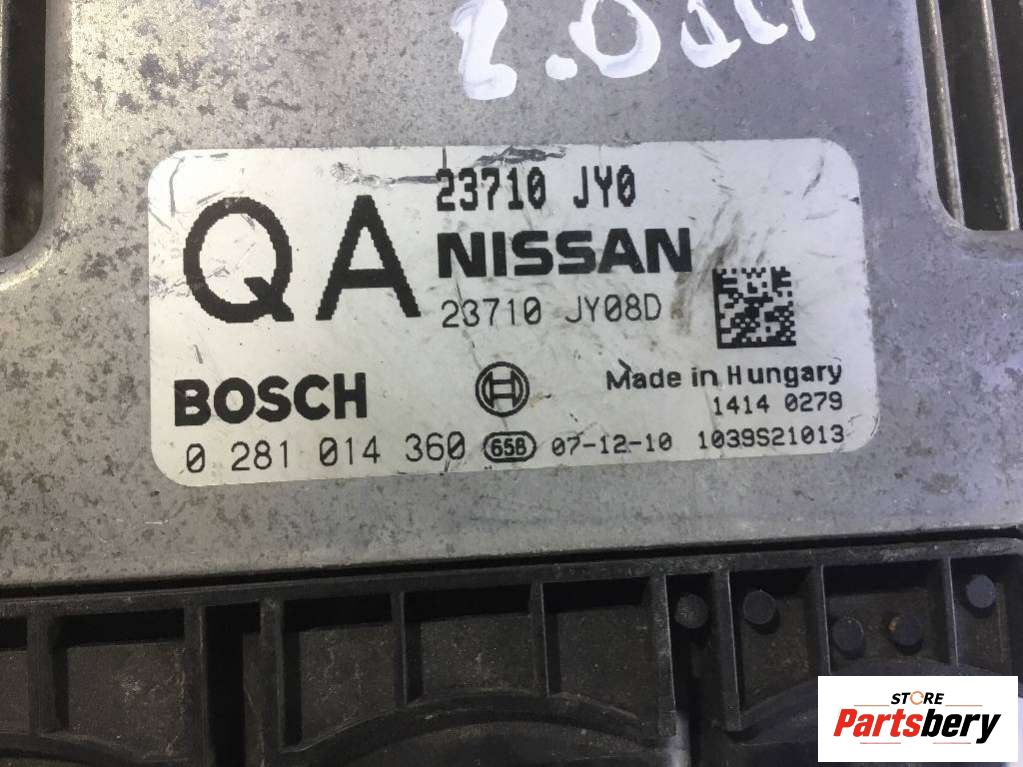 23710 JY0
QA
NISSAN
23710 JY08D
Made in Hungary
BOSCH
1414 0279
0 281 014 360 656 07-12-10 1039S21013
STORE
Partsbery